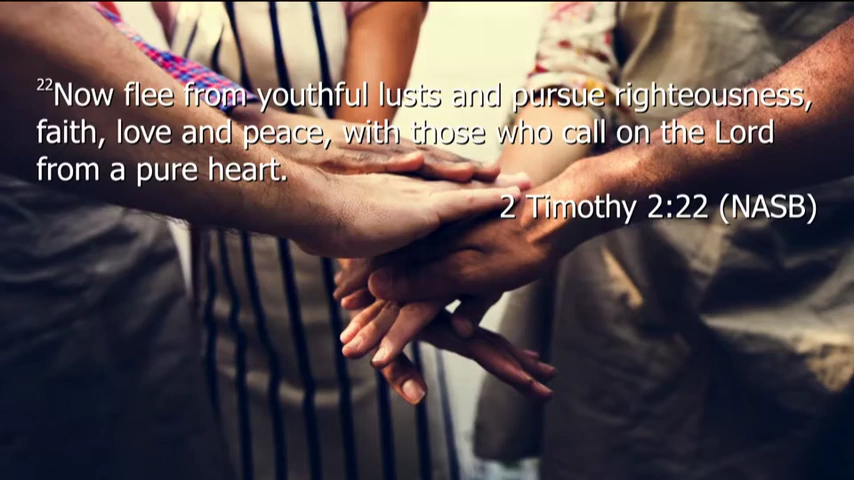 22Now flee from youthful lusts and pursue righteousness,
faith, love and peace, with those who call on the Lord
from a pure heart.
2 Timothy 2:22 (NASB)